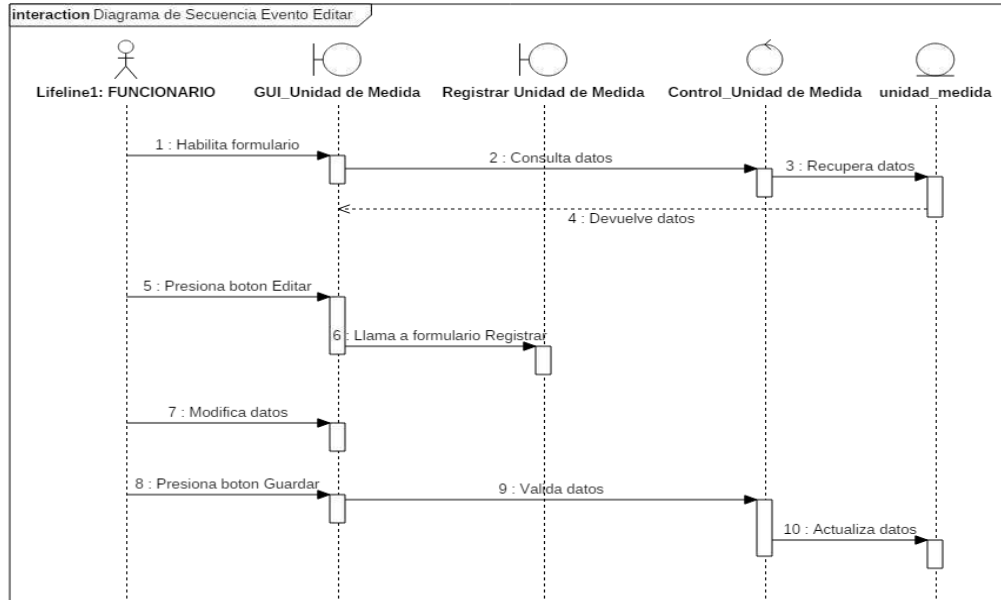 interaction Diagrama de Secuencia Evento Editar
Lifeline1: FUNCIONARIO
GUI_Unidad de Medida
Registrar Unidad de Medida
Control_Unidad de Medida
unidad_medida
1 : Habilita formulario
2 : Consulta datos
3 : Recupera datos
4 : Devuelve datos
5 : Presiona boton Editar
6 : Llama a formulario Registrar
7 : Modifica datos
8 : Presiona boton Guardar
9 : Valida datos
10 : Actualiza datos